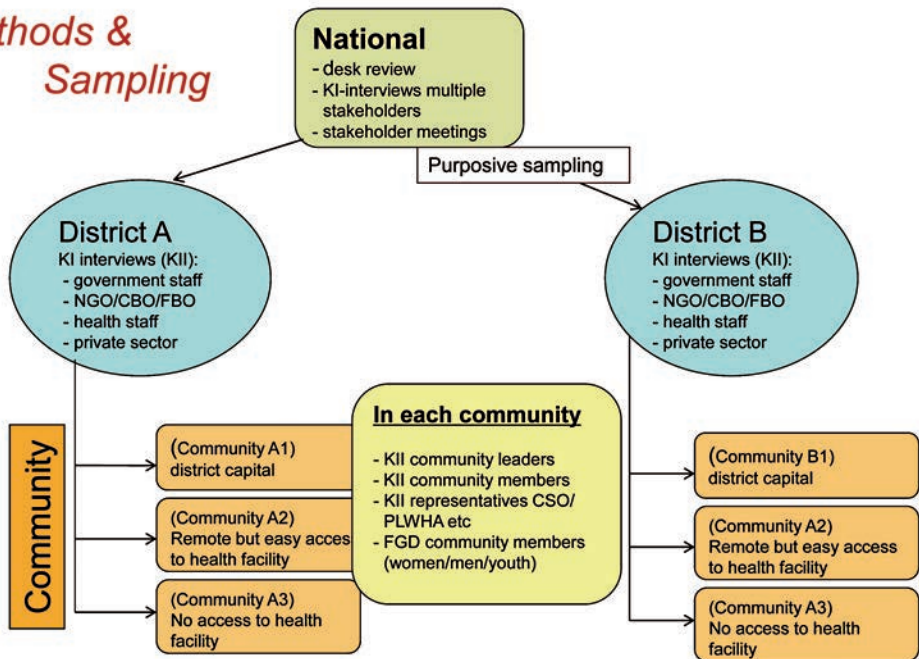 thods &
Sampling
National
- desk review
- KI-interviews multiple
stakeholders
- stakeholder meetings
Purposive sampling
District A
KI interviews (KII):
- government staff
- NGO/CBO/FBO
- health staff
- private sector
District B
KI interviews (KII):
- government staff
- NGO/CBO/FBO
- health staff
- private sector
Community
(Community A1)
district capital
(Community A2)
Remote but easy access
to health facility
(Community A3)
No access to health
facility
In each community
- KII community leaders
- KII community members
- KII representatives CSO/
PLWHA etc
- FGD community members
(women/men/youth)
(Community B1)
district capital
(Community A2)
Remote but easy access
to health facility
(Community A3)
No access to health
facility